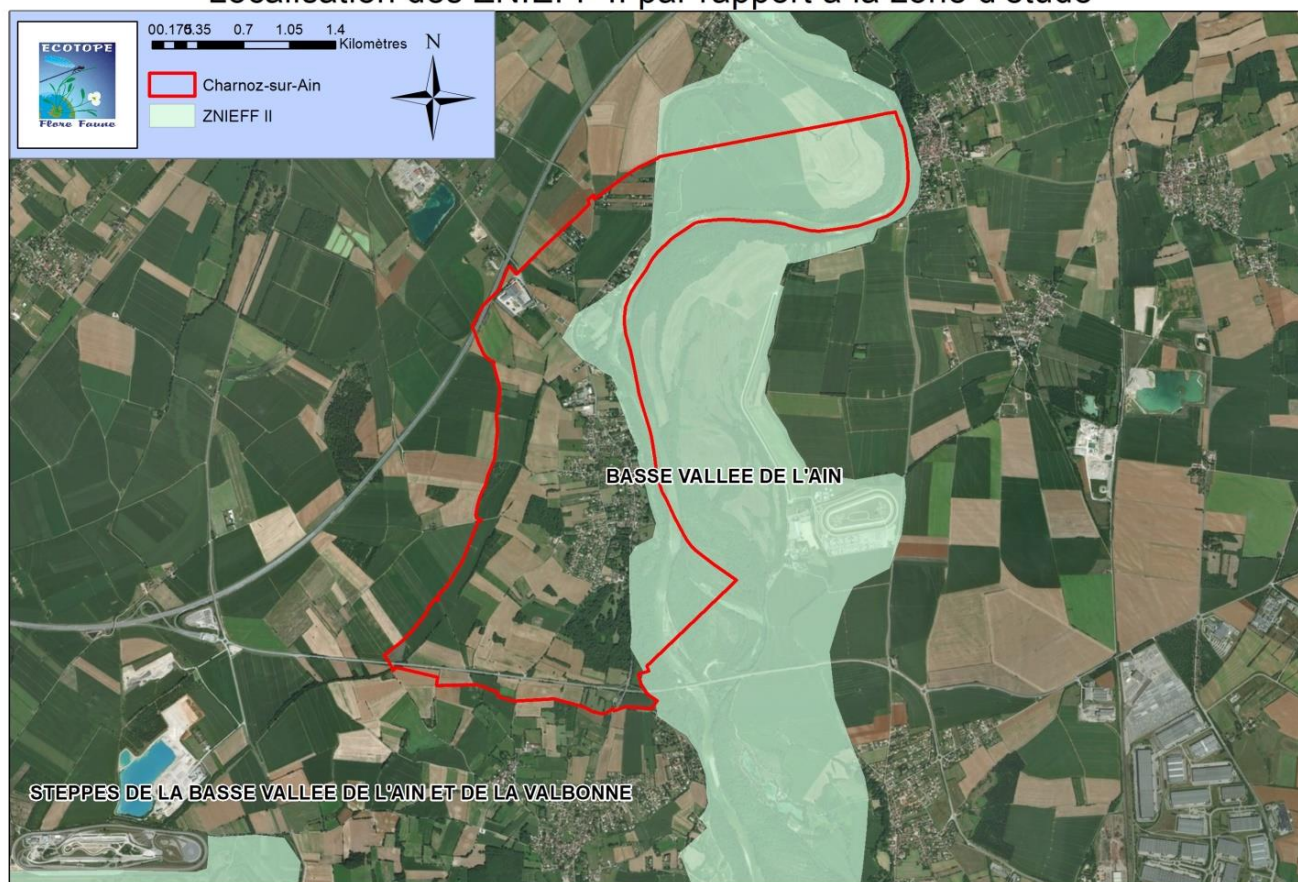 Localisation des ZNIEFF II par rapport à la zone d'étude
ECOTOPE
Flore Faune
00.1750.35 0.7 1.05 1.4
Kilomètres
N
Charnoz-sur-Ain
ZNIEFF II
BASSE VALLEE DE L'AIN
STEPPES DE LA BASSE VALLEE DE L'AIN ET DE LA VALBONNE